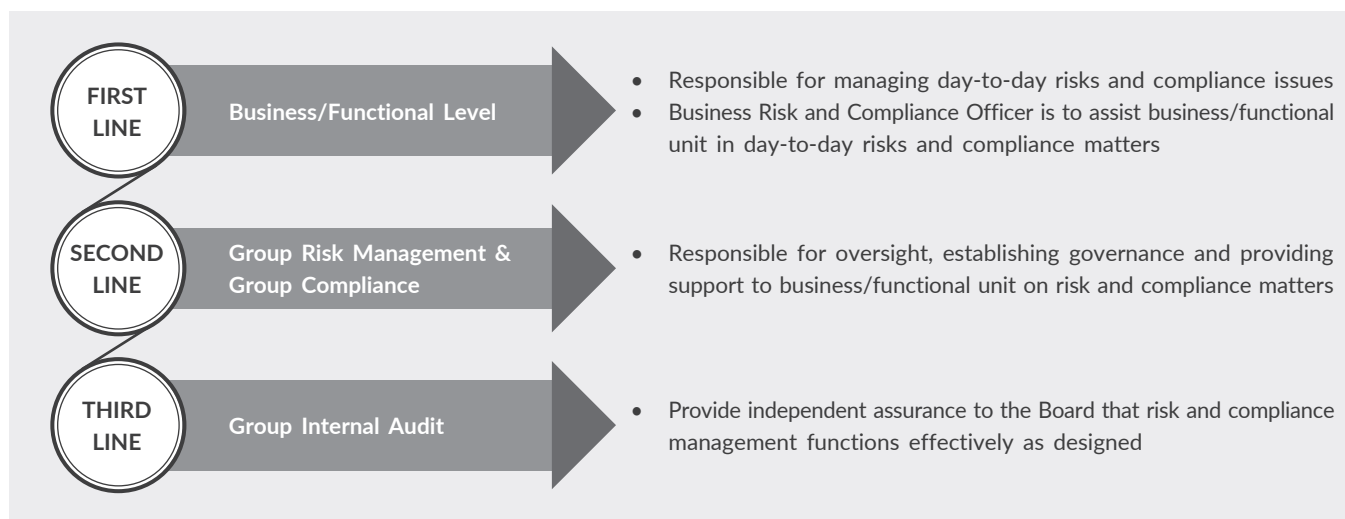 FIRST
LINE
Business/Functional Level
• Responsible for managing day-to-day risks and compliance issues
• Business Risk and Compliance Officer is to assist business/functional
unit in day-to-day risks and compliance matters
SECOND
LINE
Group Risk Management &
Group Compliance
• Responsible for oversight, establishing governance and providing
support to business/functional unit on risk and compliance matters
THIRD
LINE
Group Internal Audit
• Provide independent assurance to the Board that risk and compliance
management functions effectively as designed